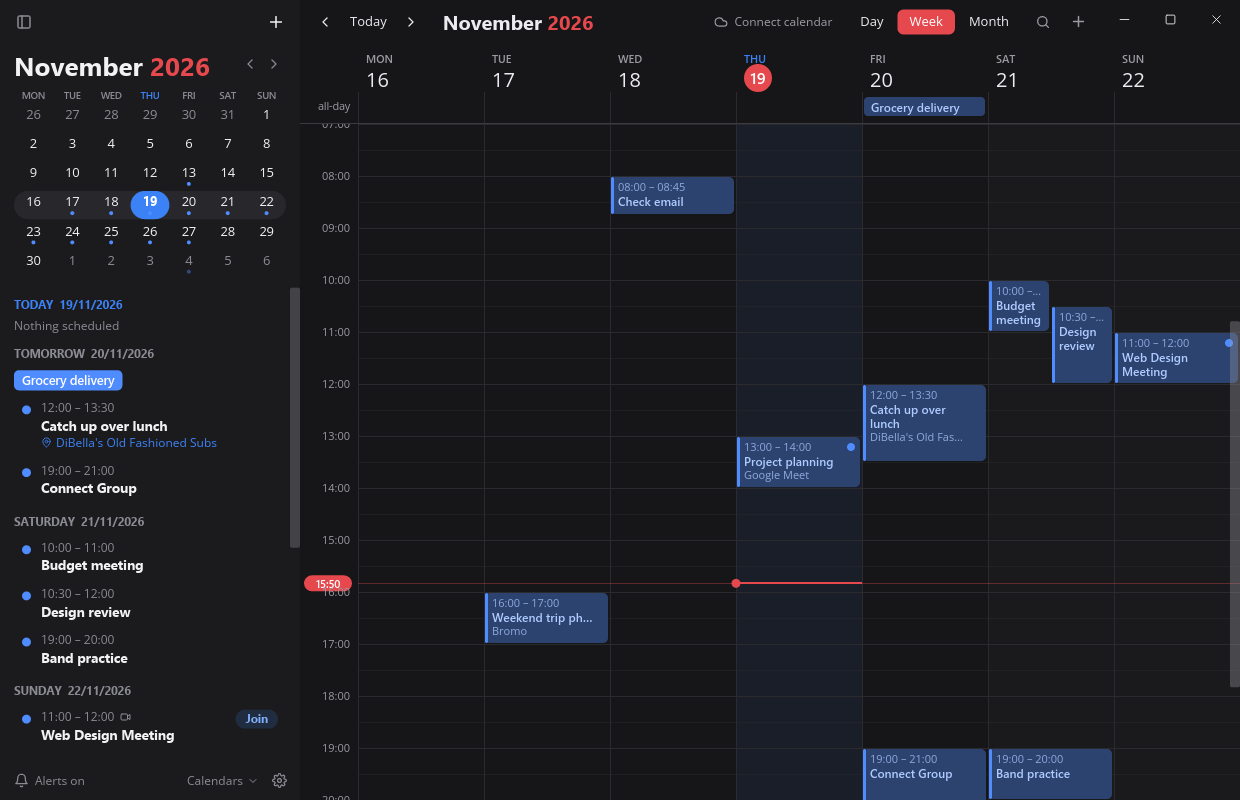 November 2026
MON TUE WED THU FRI SAT SUN
26 27 28 29 30 31 1
2 3 4 5 6 7 8
9 10 11 12 13 14 15
16 17 18 19 20 21 22
23 24 25 26 27 28 29
30 1 2 3 4 5 6
TODAY 19/11/2026
Nothing scheduled
TOMORROW 20/11/2026
Grocery delivery
12:00 – 13:30
Catch up over lunch
DiBella's Old Fashioned Subs
19:00 – 21:00
Connect Group
SATURDAY 21/11/2026
10:00 – 11:00
Budget meeting
10:30 – 12:00
Design review
19:00 – 20:00
Band practice
SUNDAY 22/11/2026
11:00 – 12:00
Join
Web Design Meeting
Alerts on
Calendars
Today
November 2026
Connect calendar
Day
Week
Month
MON TUE WED THU FRI SAT SUN
16 17 18 19 20 21 22
all-day
Grocery delivery
07:00
08:00
09:00
10:00
11:00
12:00
13:00
14:00
15:00
15:50
16:00
17:00
18:00
19:00
20:00
16:00 – 17:00
Weekend trip ph...
Bromo
08:00 – 08:45
Check email
13:00 – 14:00
Project planning
Google Meet
12:00 – 13:30
Catch up over
lunch
DiBella's Old Fas...
19:00 – 21:00
Connect Group
10:00 –...
Budget
meeting
10:30 –...
Design
review
19:00 – 20:00
Band practice
11:00 – 12:00
Web Design
Meeting